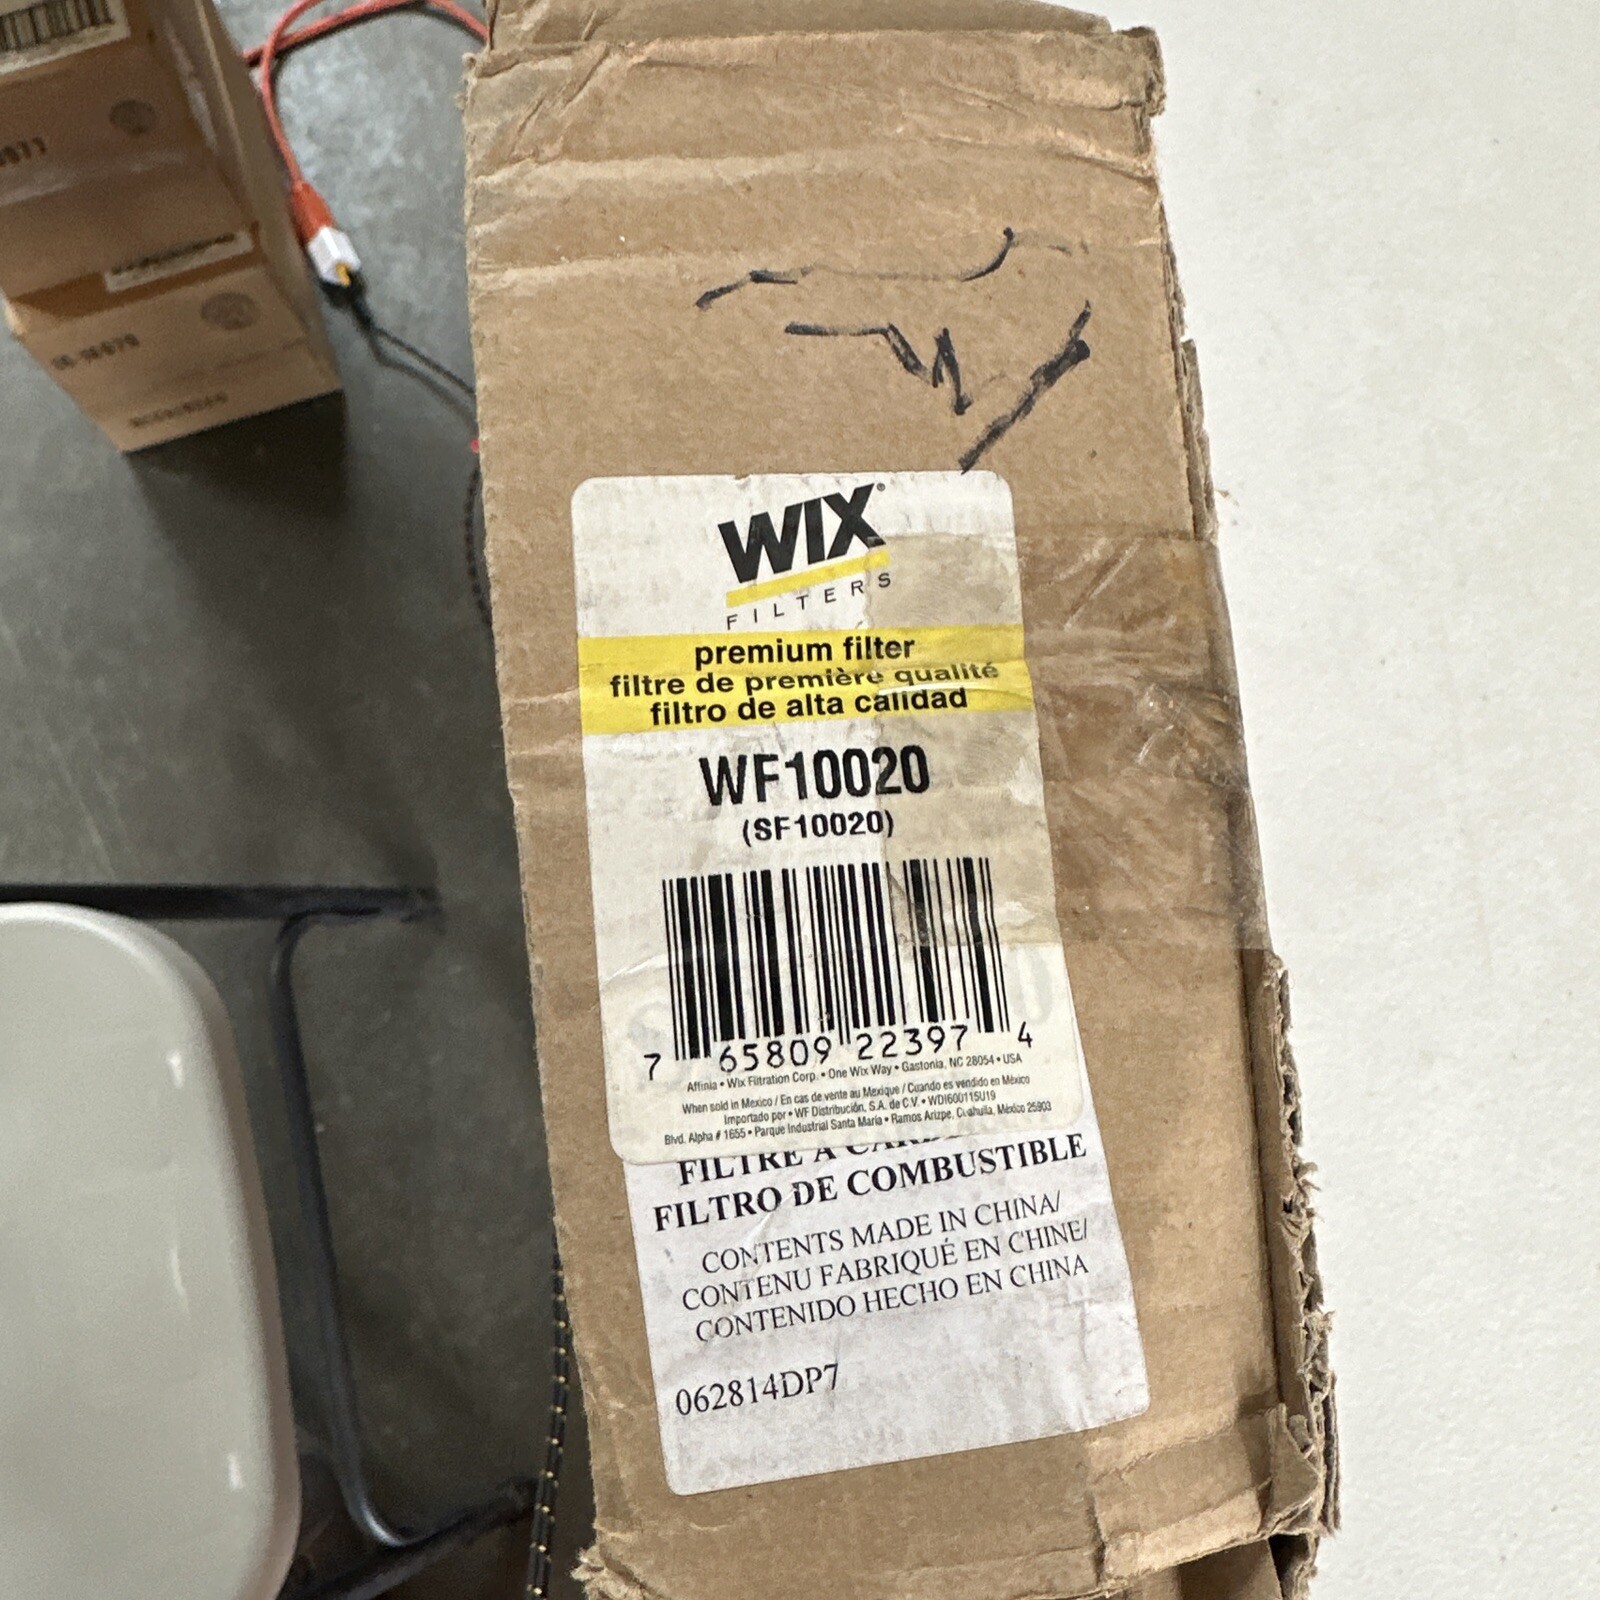 WIX®
FILTERS
premium filter
filtre de première qualité
filtro de alta calidad
WF10020
(SF10020)
7 65809 22397 4
Affinia • Wix Filtration Corp. • One Wix Way • Gastonia, NC 28054 • USA
When sold in Mexico / En cas de vente au Mexique / Cuando es vendido en México
Importado por • WF Distribución, S.A. de C.V. • WDI600115U19
Blvd. Alpha # 1655 • Parque Industrial Santa Maria • Ramos Arizpe, Coahuila, México 25903
FILTRE A
FILTRO DE COMBUSTIBLE
CONTENTS MADE IN CHINA/
CONTENU FABRIQUÉ EN CHINE/
CONTENIDO HECHO EN CHINA
062814DP7